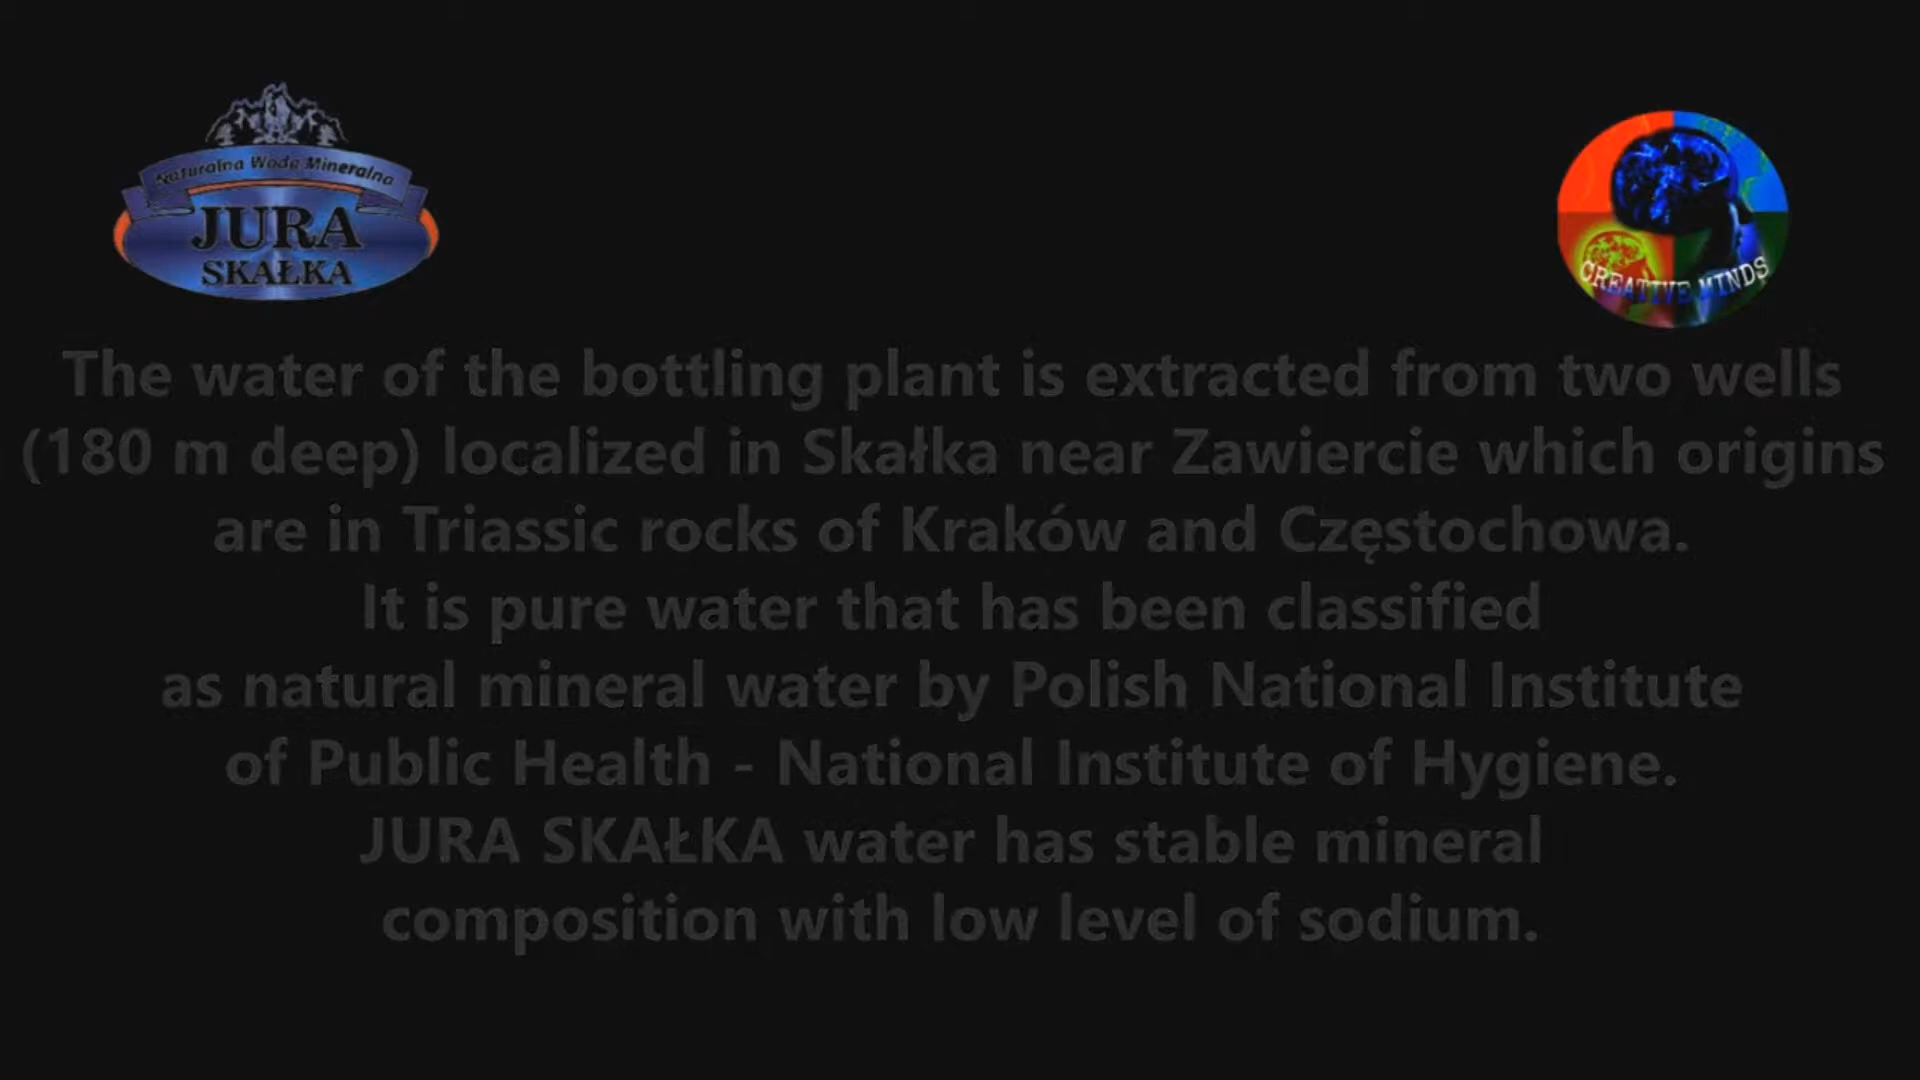 Naturalna Woda Mineralna
JURA
SKAŁKA
CREATIVE MINDS
The water of the bottling plant is extracted from two wells
(180 m deep) localized in Skałka near Zawiercie which origins
are in Triassic rocks of Kraków and Częstochowa.
It is pure water that has been classified
as natural mineral water by Polish National Institute
of Public Health - National Institute of Hygiene.
JURA SKAŁKA water has stable mineral
composition with low level of sodium.